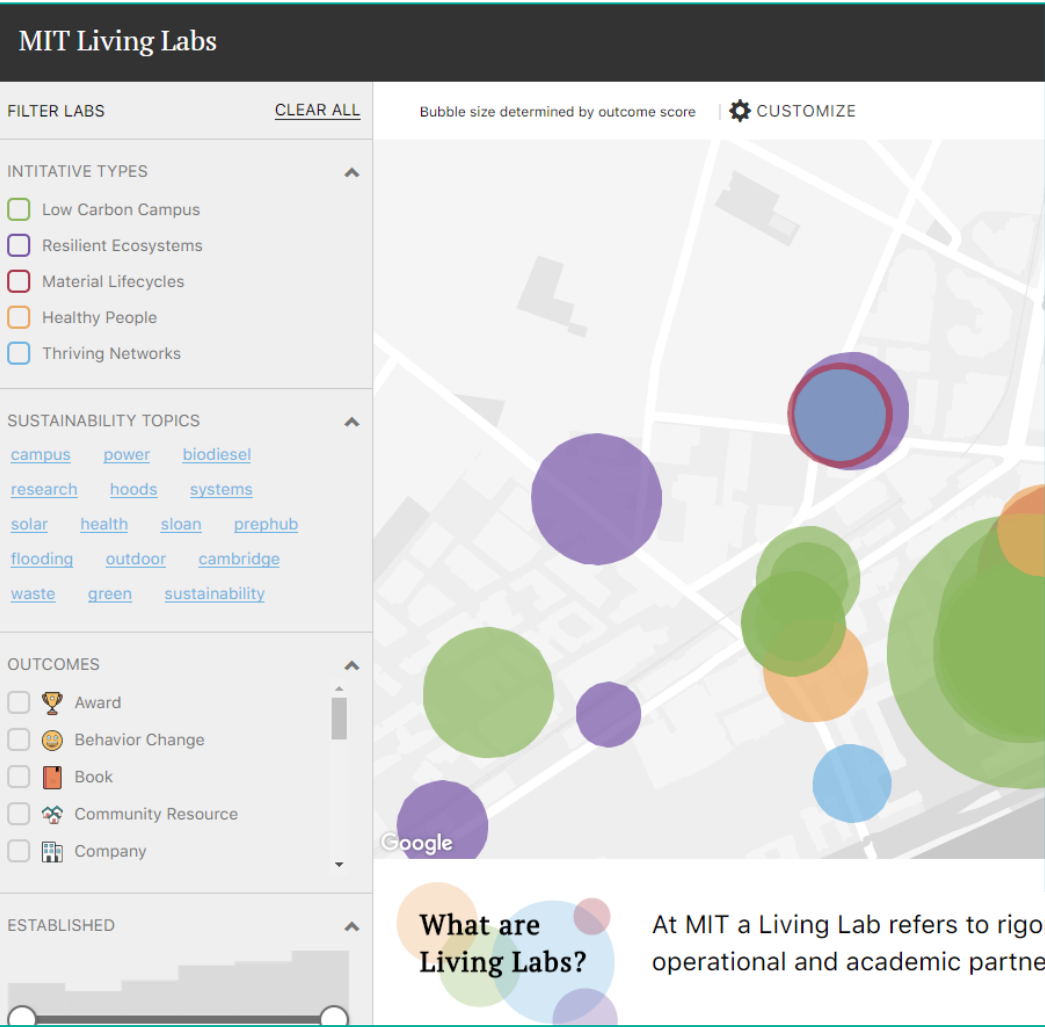 MIT Living Labs
FILTER LABS CLEAR ALL
Bubble size determined by outcome score CUSTOMIZE
INTITATIVE TYPES
Low Carbon Campus
Resilient Ecosystems
Material Lifecycles
Healthy People
Thriving Networks
SUSTAINABILITY TOPICS
campus power biodiesel
research hoods systems
solar health sloan prephub
flooding outdoor cambridge
waste green sustainability
OUTCOMES
Award
Behavior Change
Book
Community Resource
Company
ESTABLISHED
Google
What are
Living Labs?
At MIT a Living Lab refers to rigo
operational and academic partne